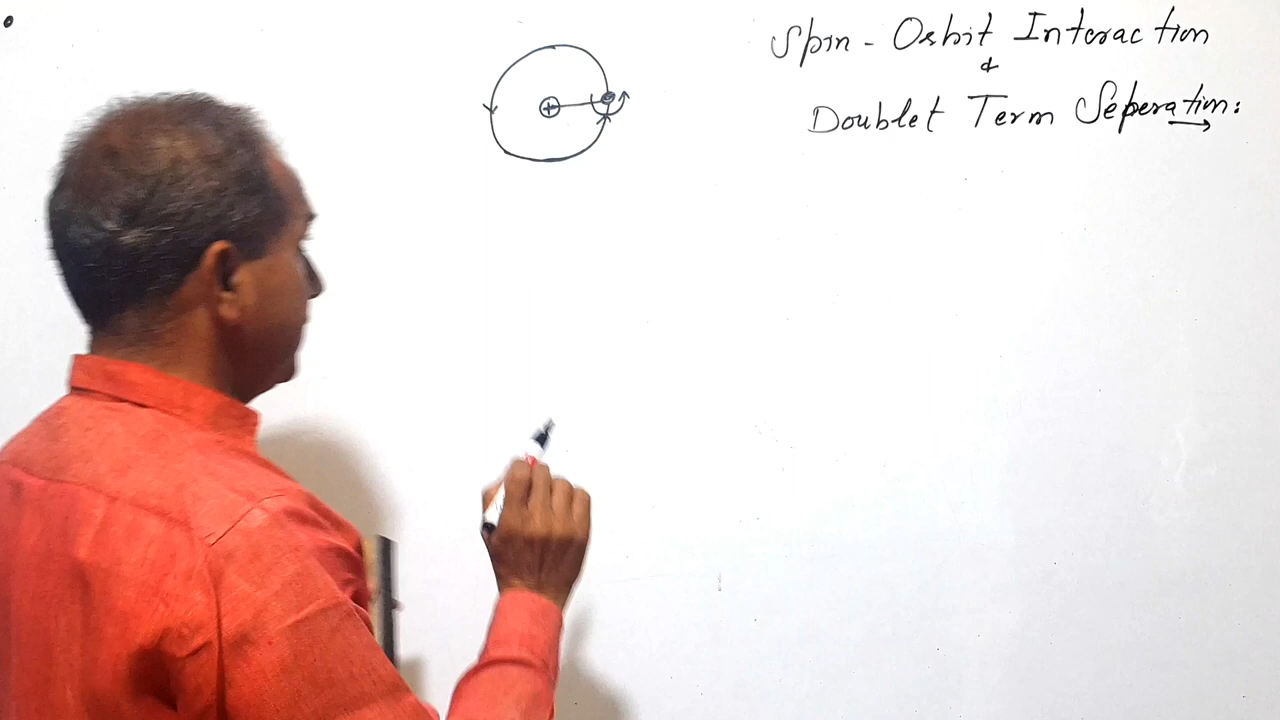 Spin - Orbit Interaction
&
Doublet Term Seperation:
+